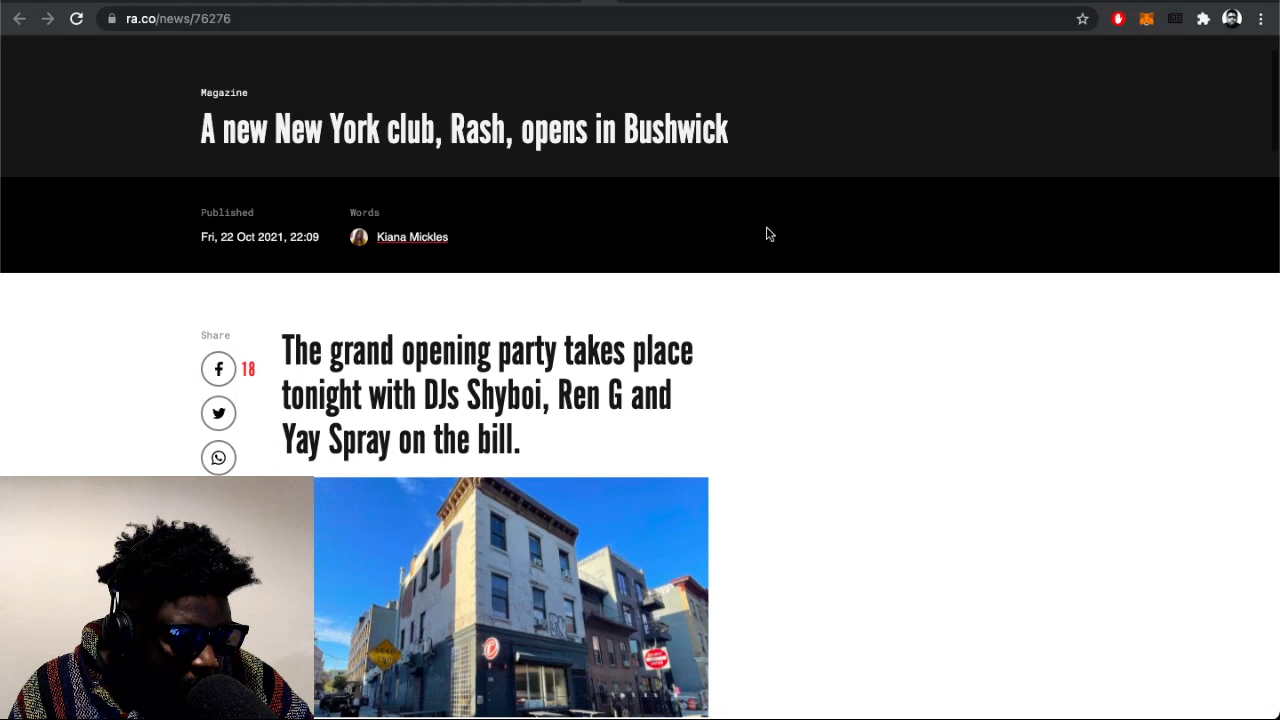 ra.co/news/76276
Magazine
A new New York club, Rash, opens in Bushwick
Published
Words
Fri, 22 Oct 2021, 22:09
Kiana Mickles
Share
18
The grand opening party takes place
tonight with DJs Shyboi, Ren G and
Yay Spray on the bill.